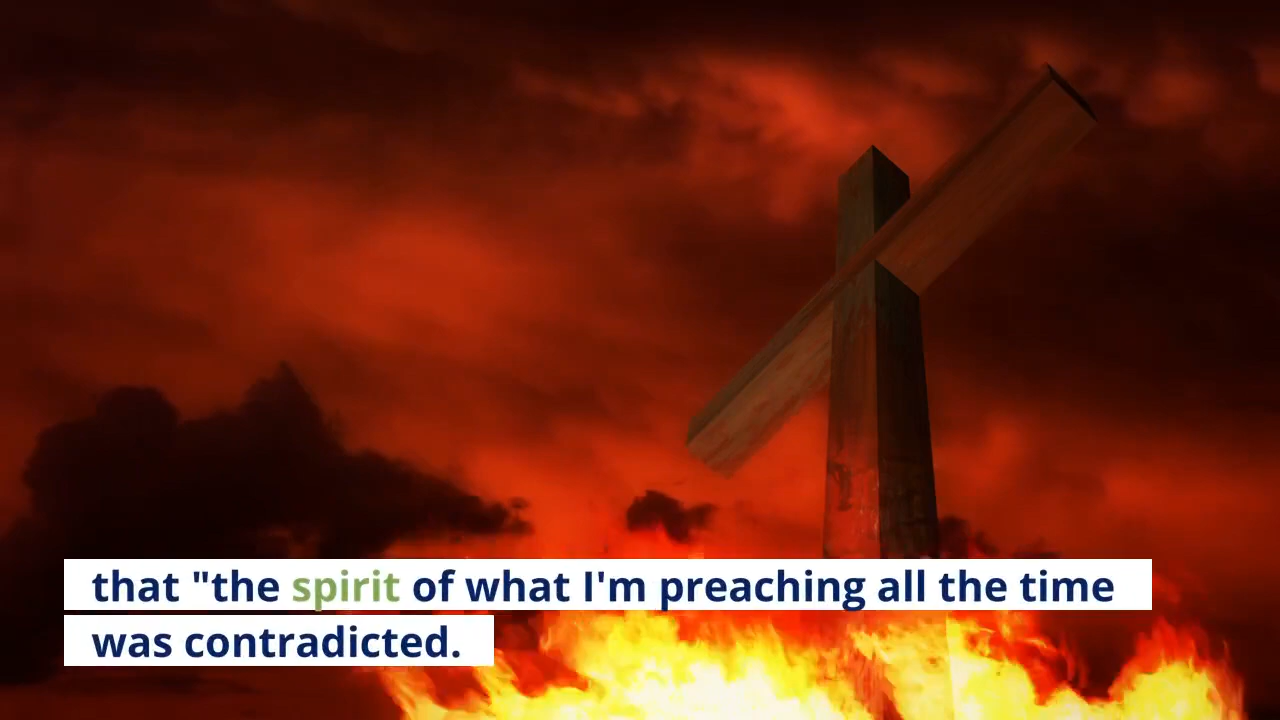 that "the spirit of what I'm preaching all the time
was contradicted.